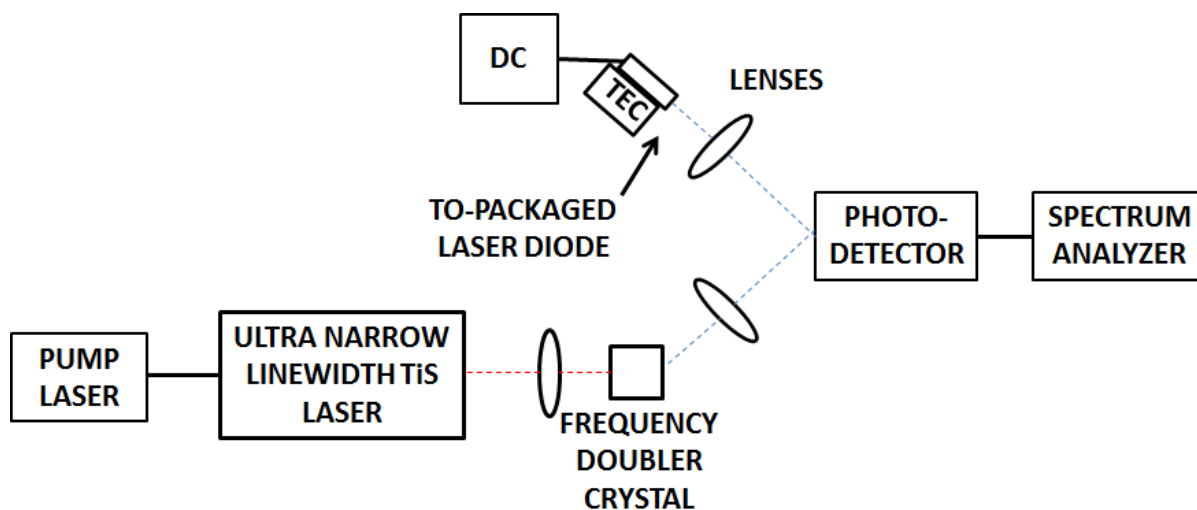 DC
TEC
LENSES
TO-PACKAGED
LASER DIODE
PHOTO-
DETECTOR
SPECTRUM
ANALYZER
PUMP
LASER
ULTRA NARROW
LINEWIDTH TiS
LASER
FREQUENCY
DOUBLER
CRYSTAL